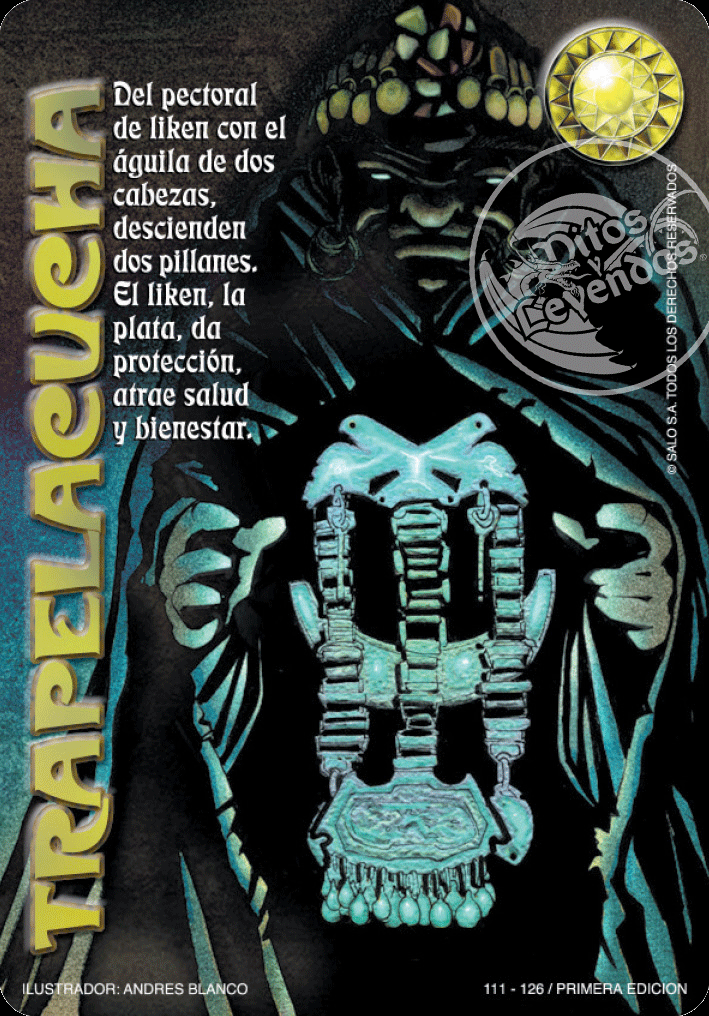 TRAPELACUCHA
Del pectoral
de liken con el
águila de dos
cabezas,
descienden
dos pillanes.
El liken, la
plata, da
protección,
atrae salud
y bienestar.
Mitos
y
Leyendas
®
© SALO S.A. TODOS LOS DERECHOS RESERVADOS
ILUSTRADOR: ANDRES BLANCO
111 - 126 / PRIMERA EDICION